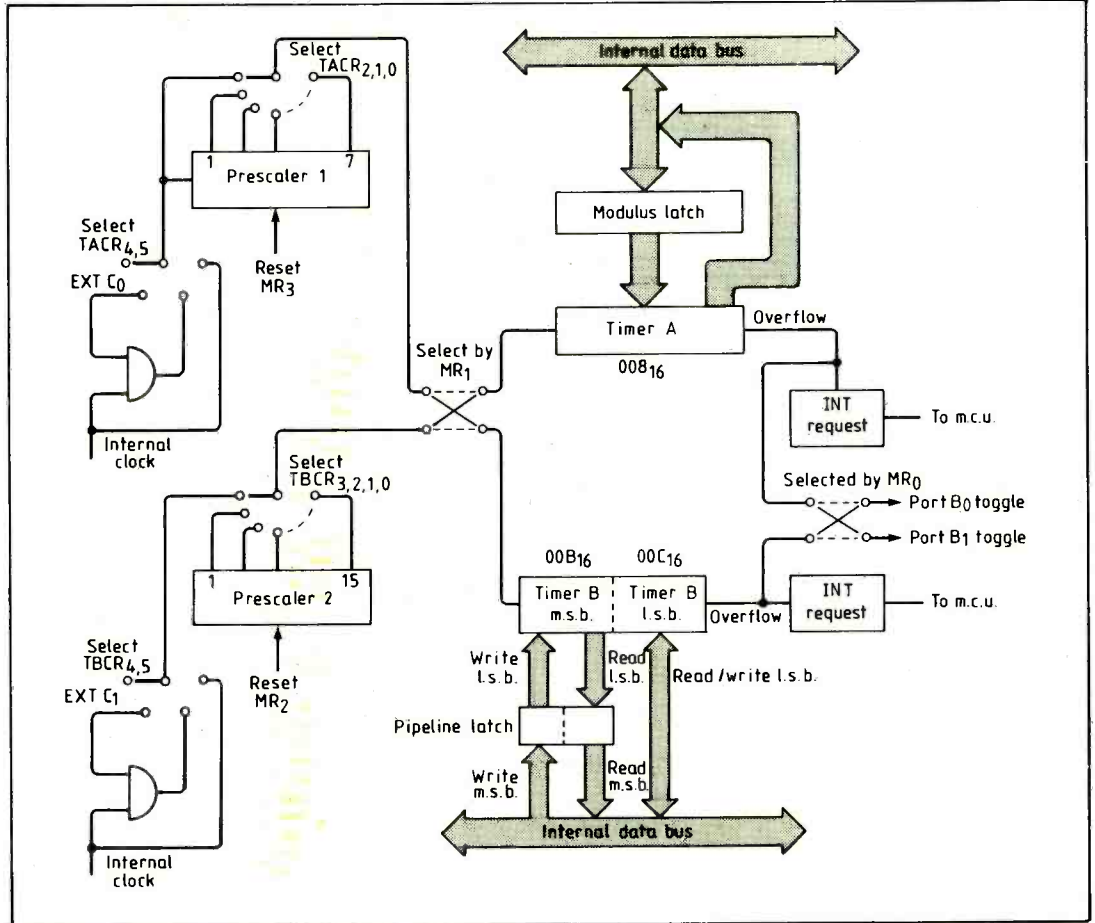 Select
TACR2,1,0
1
7
Prescaler 1
Select
TACR4,5
Reset
MR3
EXT C0
Internal
clock
Internal data bus
Modulus latch
Timer A
Overflow
00816
INT
request
To m.c.u.
Select by
MR1
Selected by MR0
Port B0 toggle
Port B1 toggle
Select
TBCR3,2,1,0
1
15
Prescaler 2
Select
TBCR4,5
Reset
MR2
EXT C1
Internal
clock
00B16
00C16
Timer B
m.s.b.
Timer B
l.s.b.
Overflow
INT
request
To m.c.u.
Write
l.s.b.
Read
l.s.b.
Read/write l.s.b.
Pipeline latch
Write
m.s.b.
Read
m.s.b.
Internal data bus